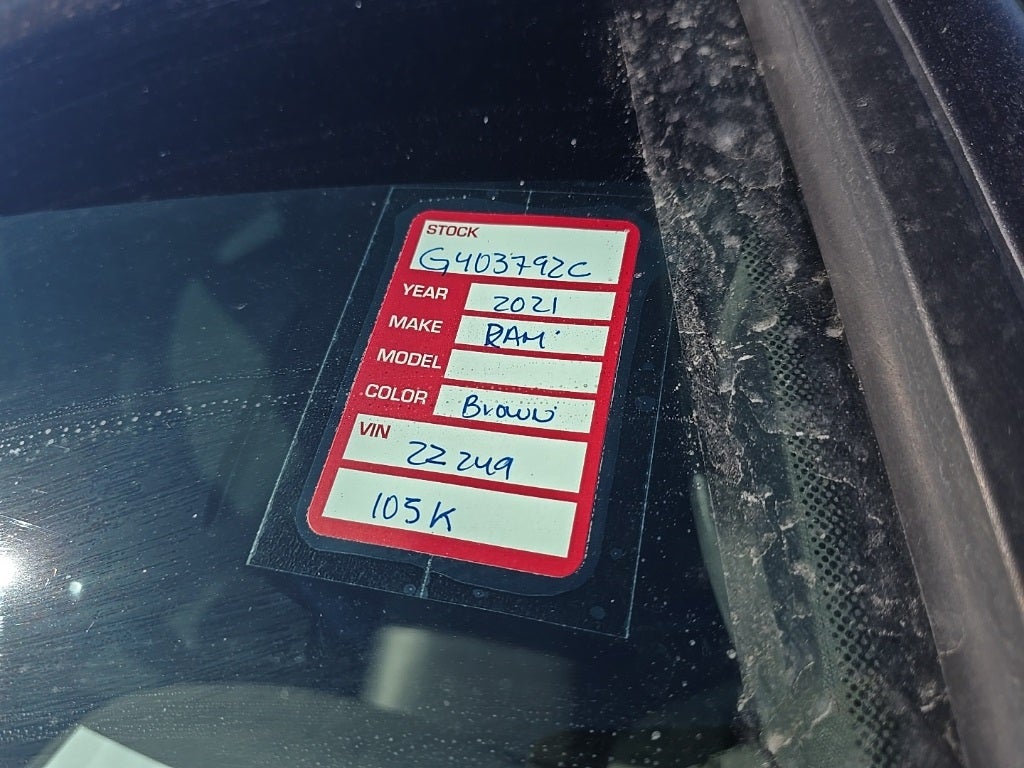 STOCK
G403792C
YEAR 2021
MAKE RAM
MODEL
COLOR Brown
VIN
22249
105K